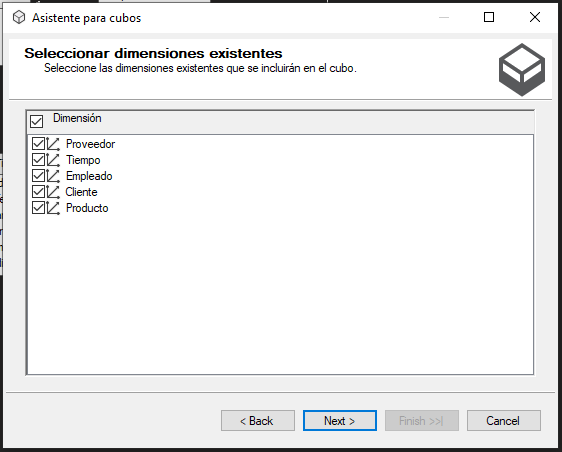 Asistente para cubos
Seleccionar dimensiones existentes
Seleccione las dimensiones existentes que se incluirán en el cubo.
Dimensión
Proveedor
Tiempo
Empleado
Cliente
Producto
< Back
Next >
Finish >>|
Cancel